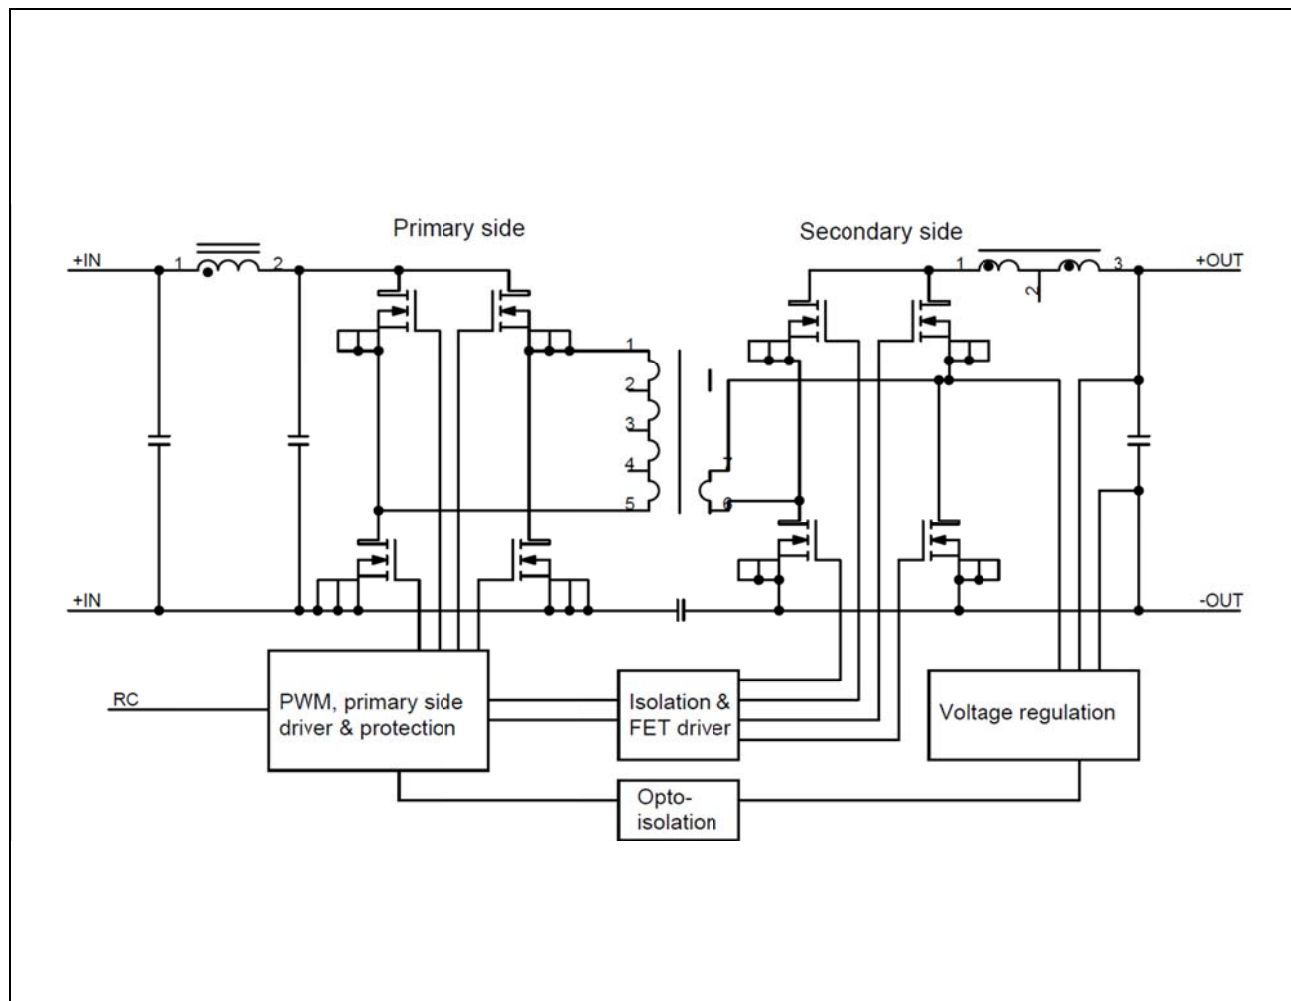 Primary side
Secondary side
+IN
1
2
1
2
3
+OUT
1
2
3
4
5
7
6
+IN
-OUT
RC
PWM, primary side
driver & protection
Isolation &
FET driver
Voltage regulation
Opto-
isolation